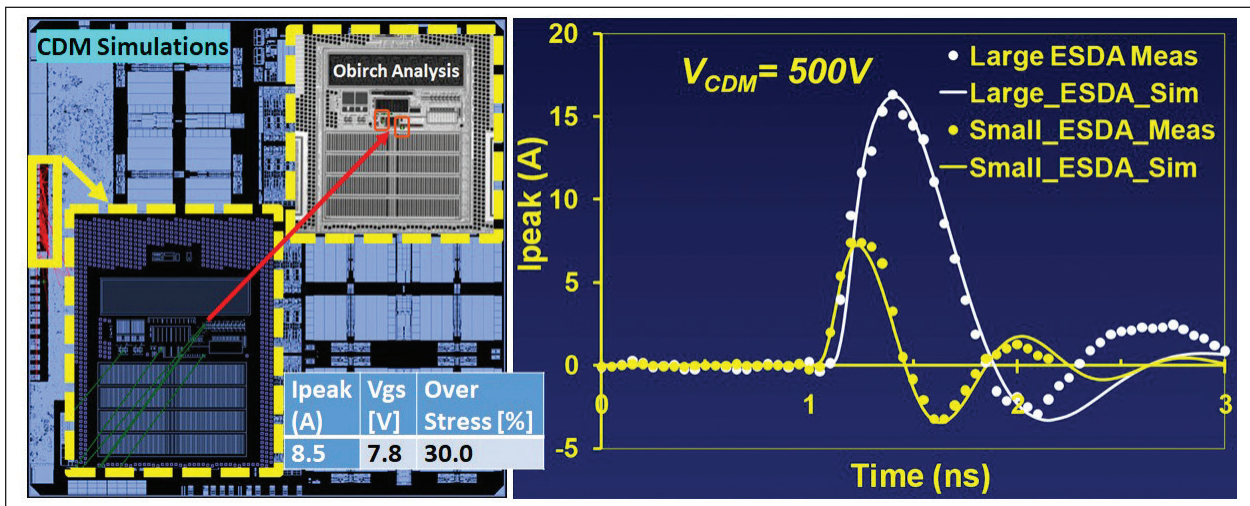 CDM Simulations
Obirch Analysis
Ipeak (A)
Vgs [V]
Over Stress [%]
8.5
7.8
30.0
V_CDM= 500V
Large ESDA Meas
Large_ESDA_Sim
Small_ESDA_Meas
Small_ESDA_Sim
Ipeak (A)
20
15
10
5
0
-5
0
1
2
3
Time (ns)